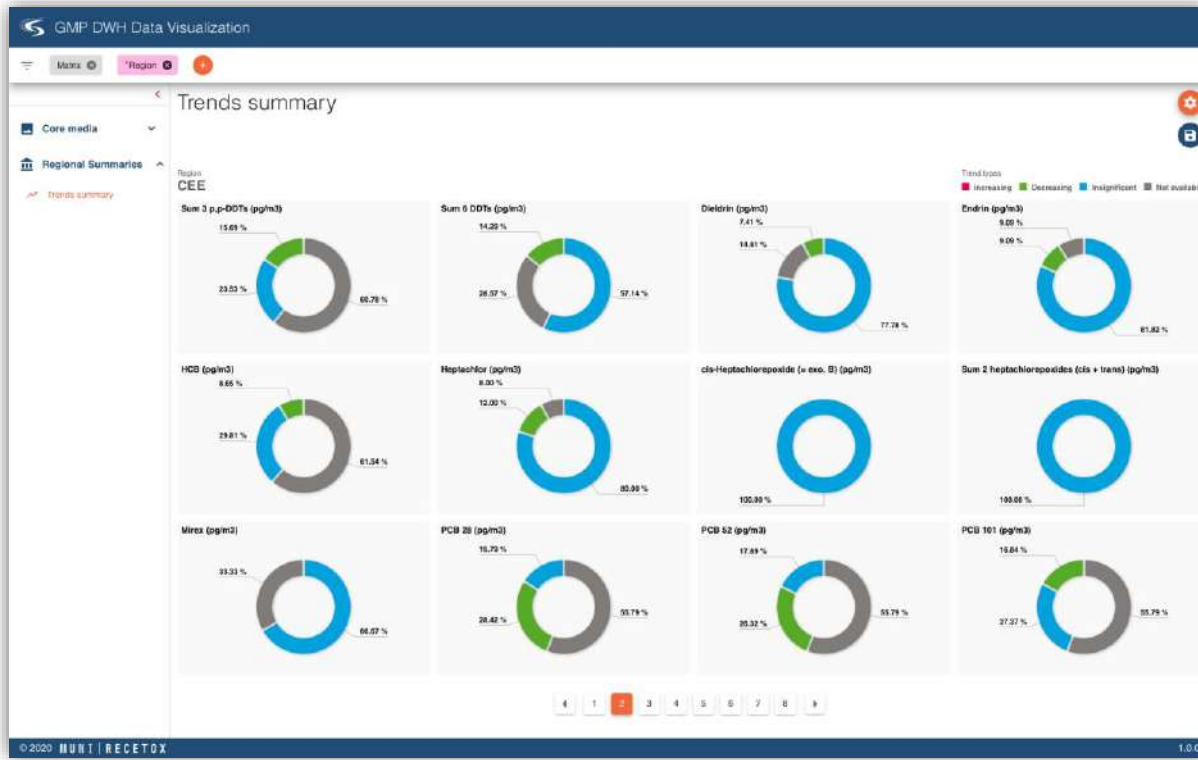 GMP DWH Data Visualization
Matrix
*Region
Trends summary
Core media
Regional Summaries
Trends summary
Region
CEE
Trend types
Increasing Decreasing Insignificant Not available
Sum 3 p,p-DDTs (pg/m3)
15.69 %
23.53 %
60.78 %
Sum 6 DDTs (pg/m3)
14.29 %
28.57 %
57.14 %
Dieldrin (pg/m3)
7.41 %
14.81 %
77.78 %
Endrin (pg/m3)
9.09 %
9.09 %
81.82 %
HCB (pg/m3)
8.65 %
29.81 %
61.54 %
Heptachlor (pg/m3)
8.00 %
12.00 %
80.00 %
cis-Heptachlorepoxide (= exo, B) (pg/m3)
100.00 %
Sum 2 heptachlorepoxides (cis + trans) (pg/m3)
100.00 %
Mirex (pg/m3)
33.33 %
66.67 %
PCB 28 (pg/m3)
15.79 %
28.42 %
55.79 %
PCB 52 (pg/m3)
17.89 %
26.32 %
55.79 %
PCB 101 (pg/m3)
16.84 %
27.37 %
55.79 %
1 2 3 4 5 6 7 8
© 2020 MUNI | RECETOX
1.0.0